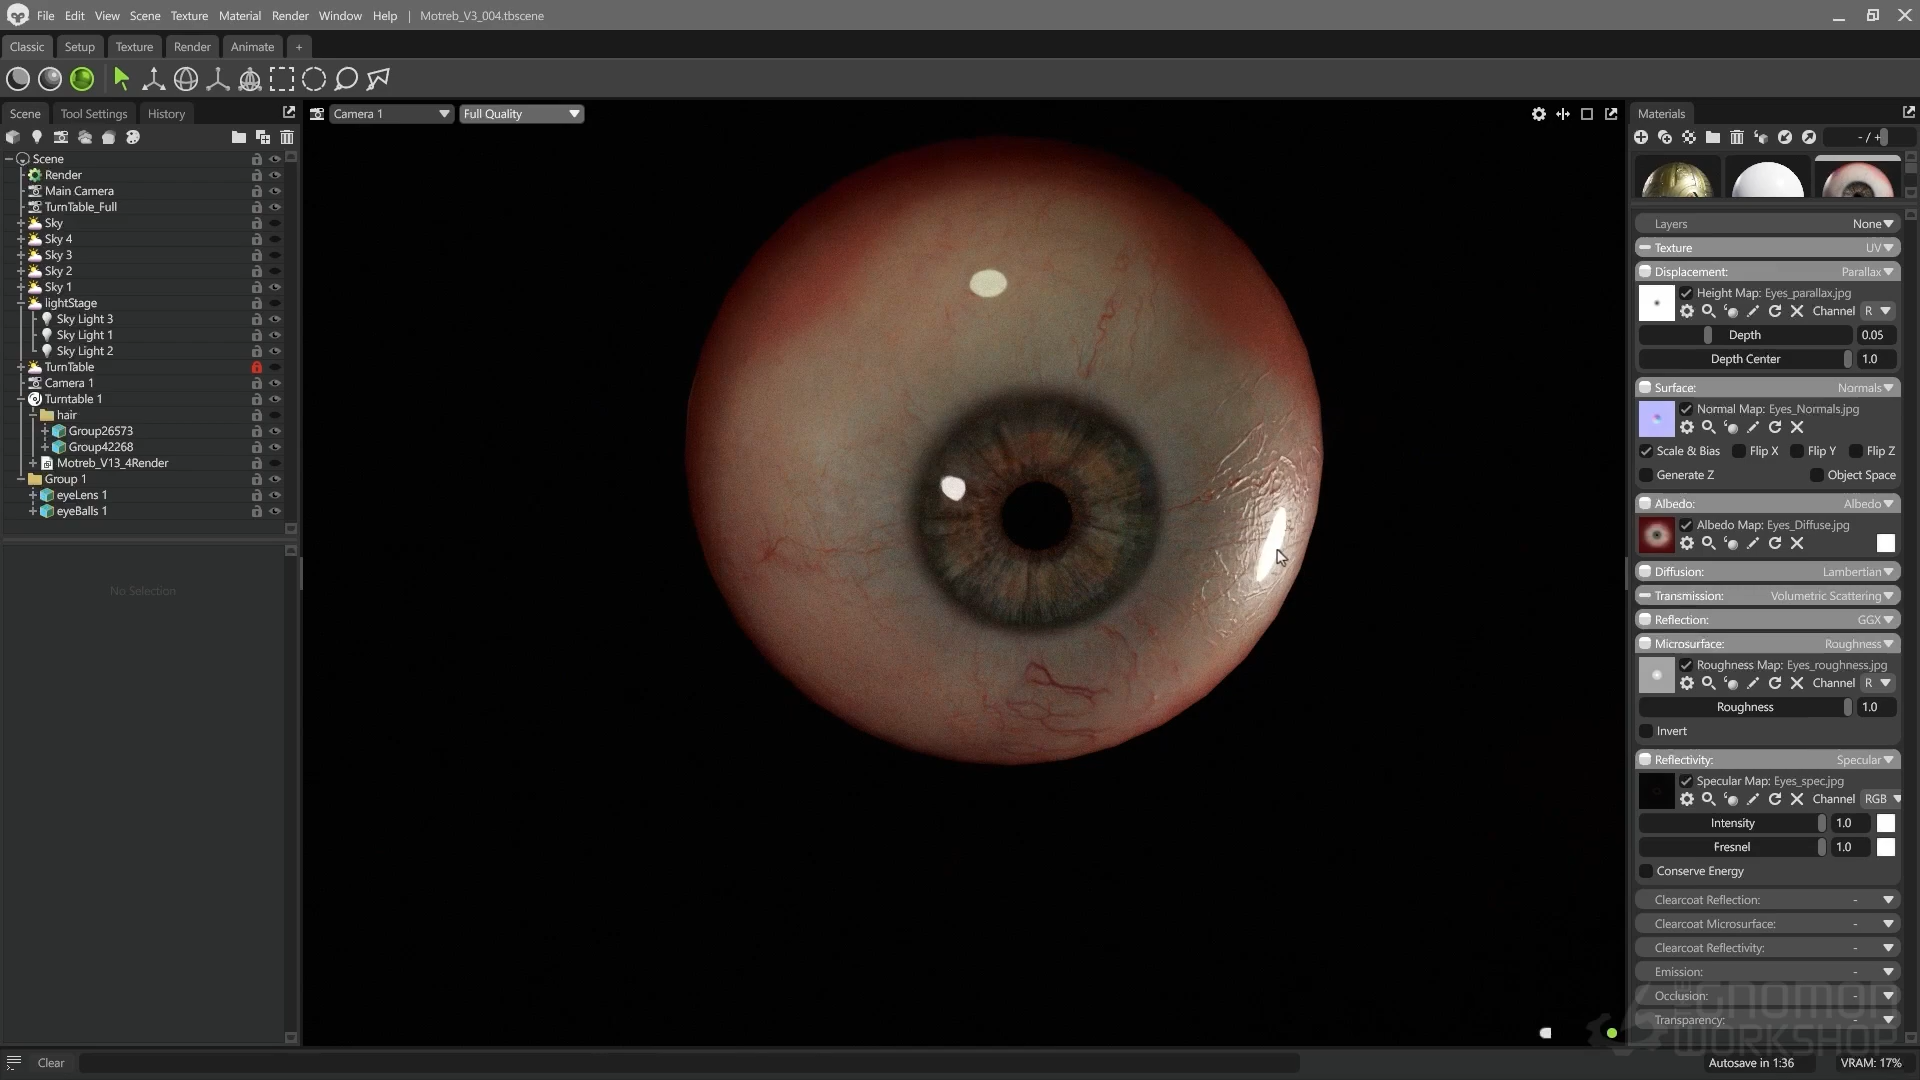 File Edit View Scene Texture Material Render Window Help | Motreb_V3_004.tbscene
Classic Setup Texture Render Animate +
Scene Tool Settings History
Camera 1 Full Quality
Materials
- / +
Scene
Render
Main Camera
TurnTable_Full
Sky
Sky 4
Sky 3
Sky 2
Sky 1
lightStage
Sky Light 3
Sky Light 1
Sky Light 2
TurnTable
Camera 1
Turntable 1
hair
Group26573
Group42268
Motreb_V13_4Render
Group 1
eyeLens 1
eyeBalls 1
No Selection
Layers None
Texture UV
Displacement: Parallax
Height Map: Eyes_parallax.jpg
Channel R
Depth 0.05
Depth Center 1.0
Surface: Normals
Normal Map: Eyes_Normals.jpg
Scale & Bias Flip X Flip Y Flip Z
Generate Z Object Space
Albedo: Albedo
Albedo Map: Eyes_Diffuse.jpg
Diffusion: Lambertian
Transmission: Volumetric Scattering
Reflection: GGX
Microsurface: Roughness
Roughness Map: Eyes_roughness.jpg
Channel R
Roughness 1.0
Invert
Reflectivity: Specular
Specular Map: Eyes_spec.jpg
Channel RGB
Intensity 1.0
Fresnel 1.0
Conserve Energy
Clearcoat Reflection: -
Clearcoat Microsurface: -
Clearcoat Reflectivity: -
Emission: -
Occlusion: -
Transparency: -
THE GNOMON
WORKSHOP
Clear
Autosave in 1:36 VRAM: 17%